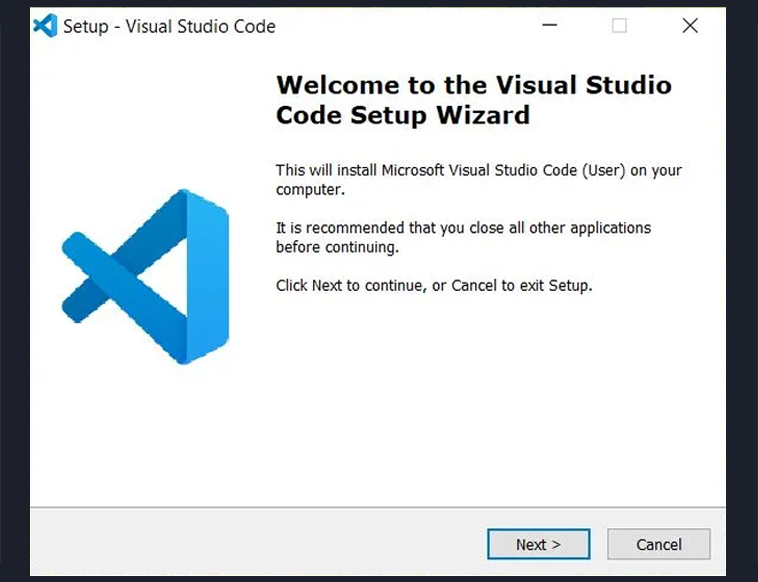 Setup - Visual Studio Code
Welcome to the Visual Studio
Code Setup Wizard
This will install Microsoft Visual Studio Code (User) on your
computer.
It is recommended that you close all other applications
before continuing.
Click Next to continue, or Cancel to exit Setup.
Next >
Cancel